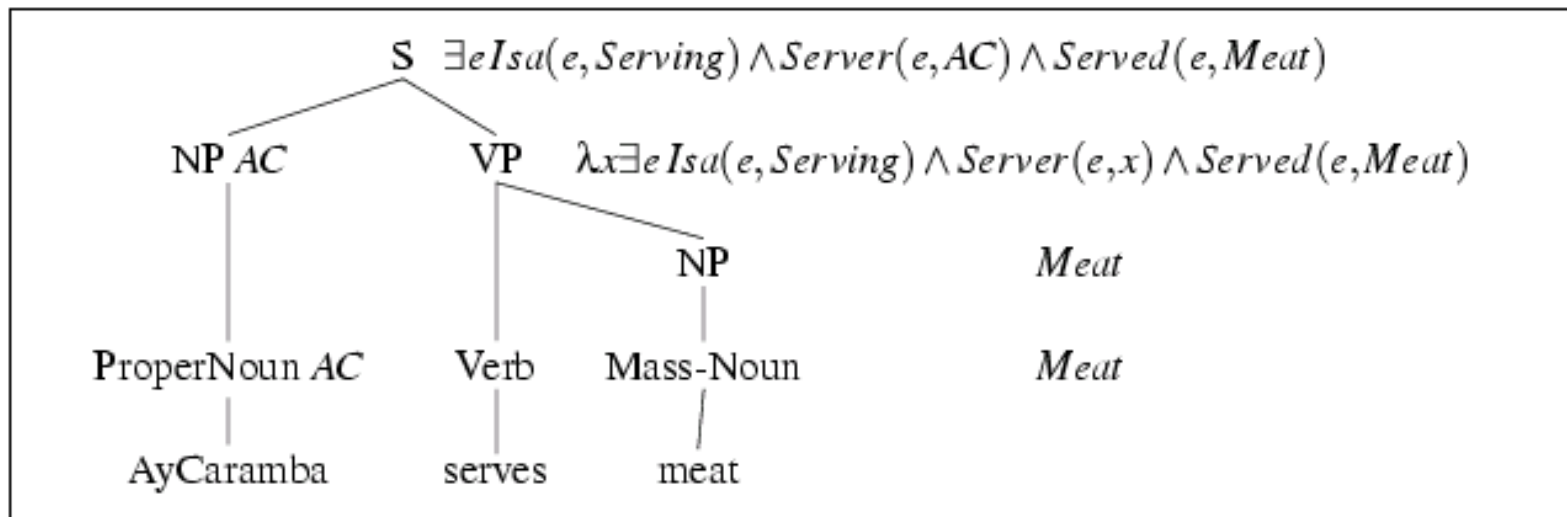 S ∃eIsa(e,Serving)∧Server(e,AC)∧Served(e,Meat)
NP AC VP λx∃eIsa(e,Serving)∧Server(e,x)∧Served(e,Meat)
NP Meat
ProperNoun AC Verb Mass-Noun Meat
AyCaramba serves meat